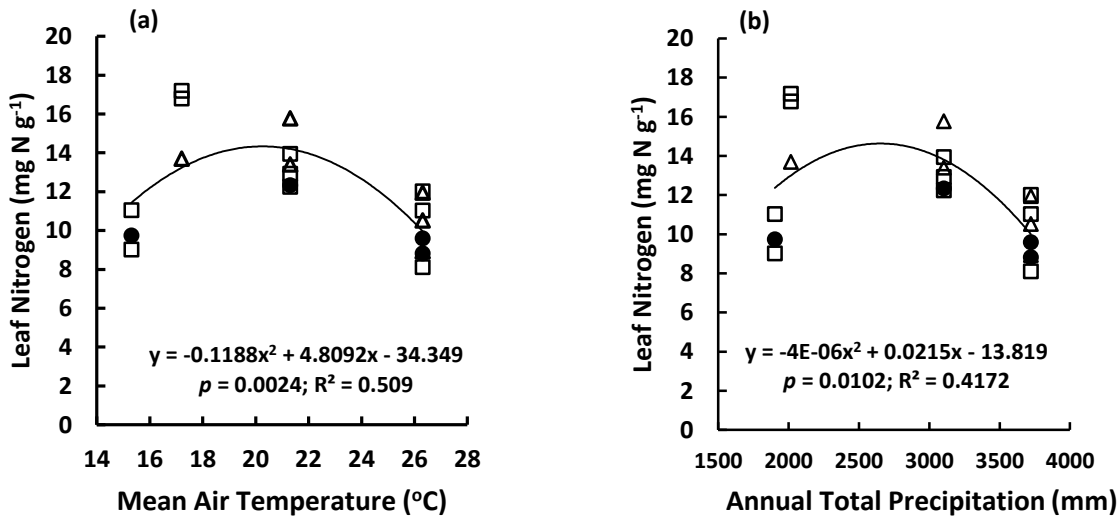 (a)
Leaf Nitrogen (mg N g⁻¹)
20
18
16
14
12
10
8
6
4
2
0
y = -0.1188x² + 4.8092x - 34.349
p = 0.0024; R² = 0.509
14 16 18 20 21 22 24 26 28
Mean Air Temperature (ºC)
(b)
Leaf Nitrogen (mg N g⁻¹)
20
18
16
14
12
10
8
6
4
2
0
y = -4E-06x² + 0.0215x - 13.819
p = 0.0102; R² = 0.4172
1500 2000 2500 3000 3500 4000
Annual Total Precipitation (mm)